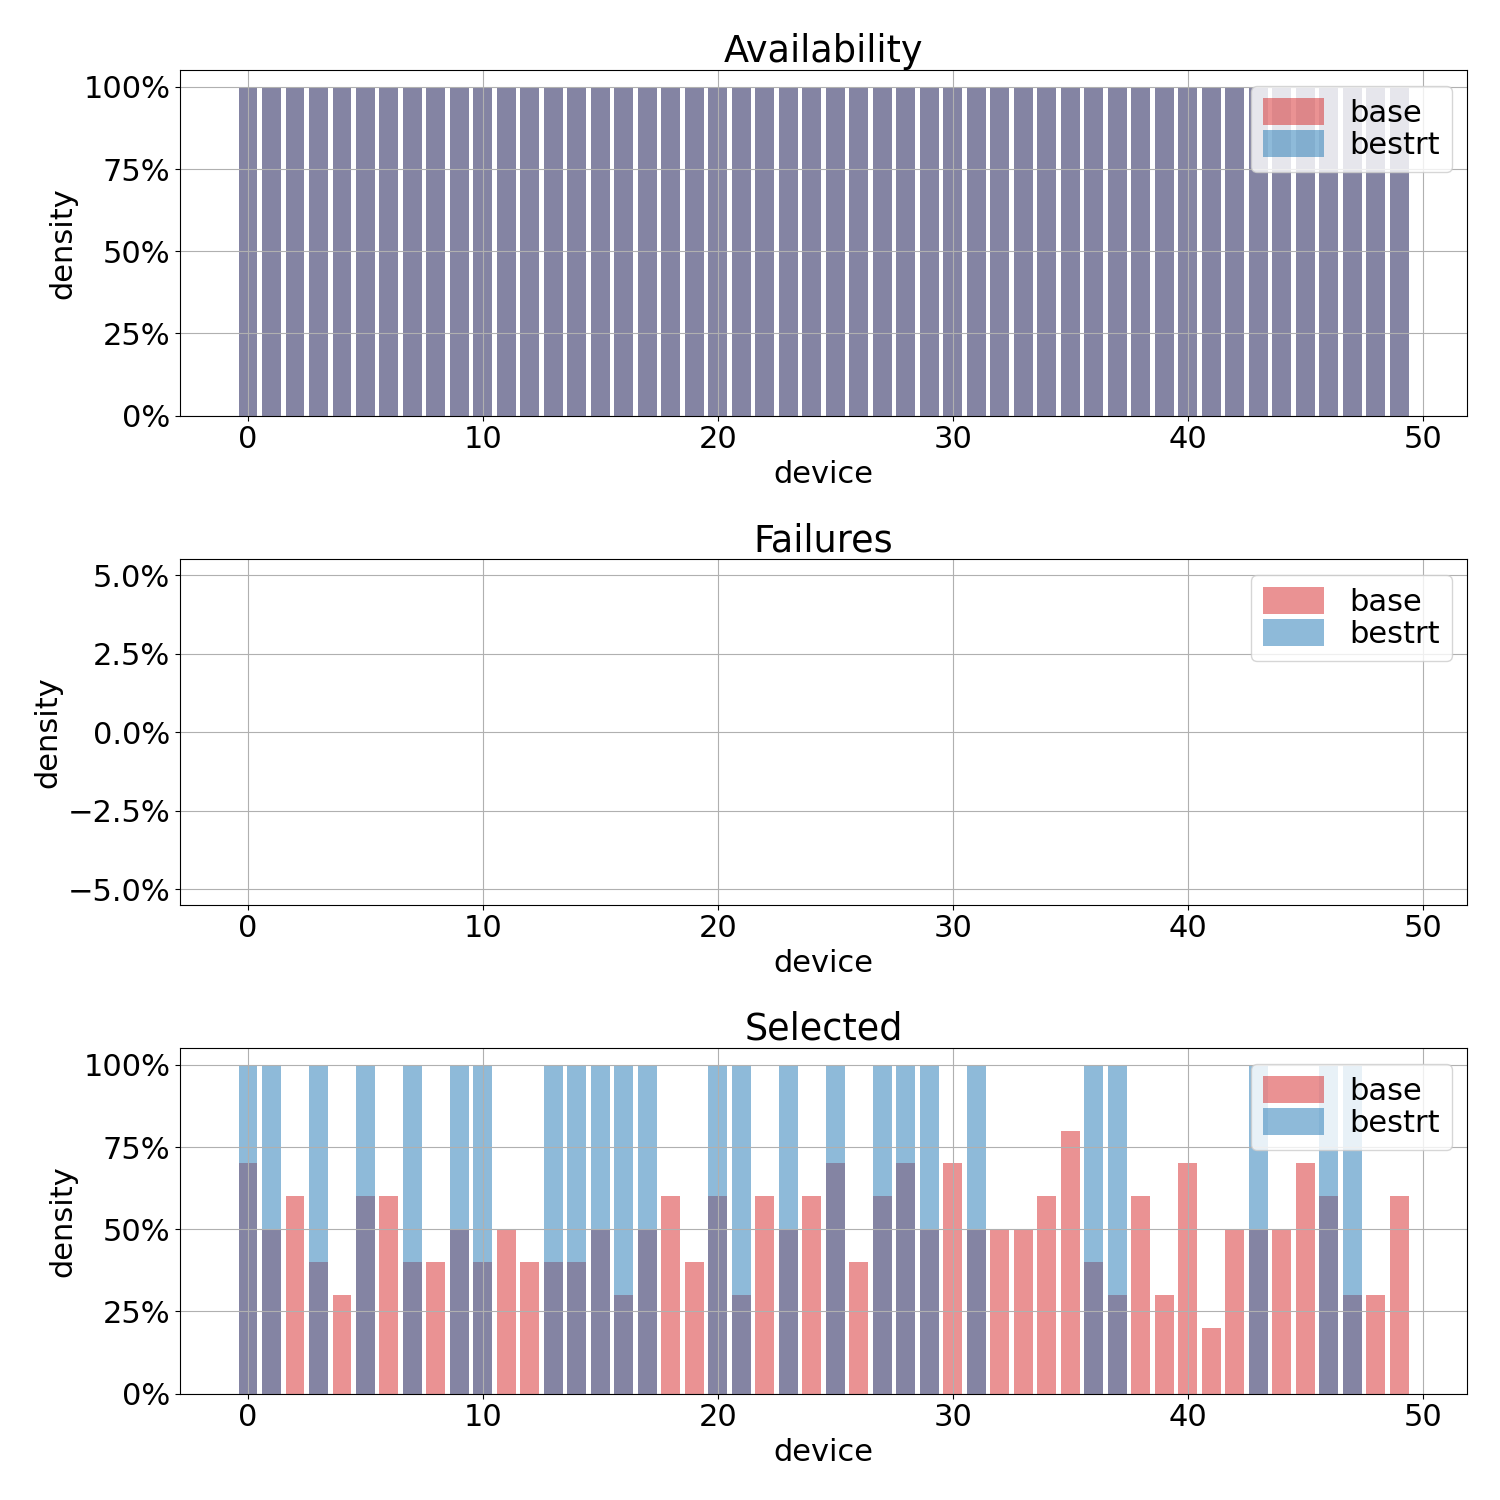 Availability
100%
75%
50%
25%
0%
density
base
bestrt
0 10 20 30 40 50
device
Failures
5.0%
2.5%
0.0%
−2.5%
−5.0%
density
base
bestrt
0 10 20 30 40 50
device
Selected
100%
75%
50%
25%
0%
density
base
bestrt
0 10 20 30 40 50
device